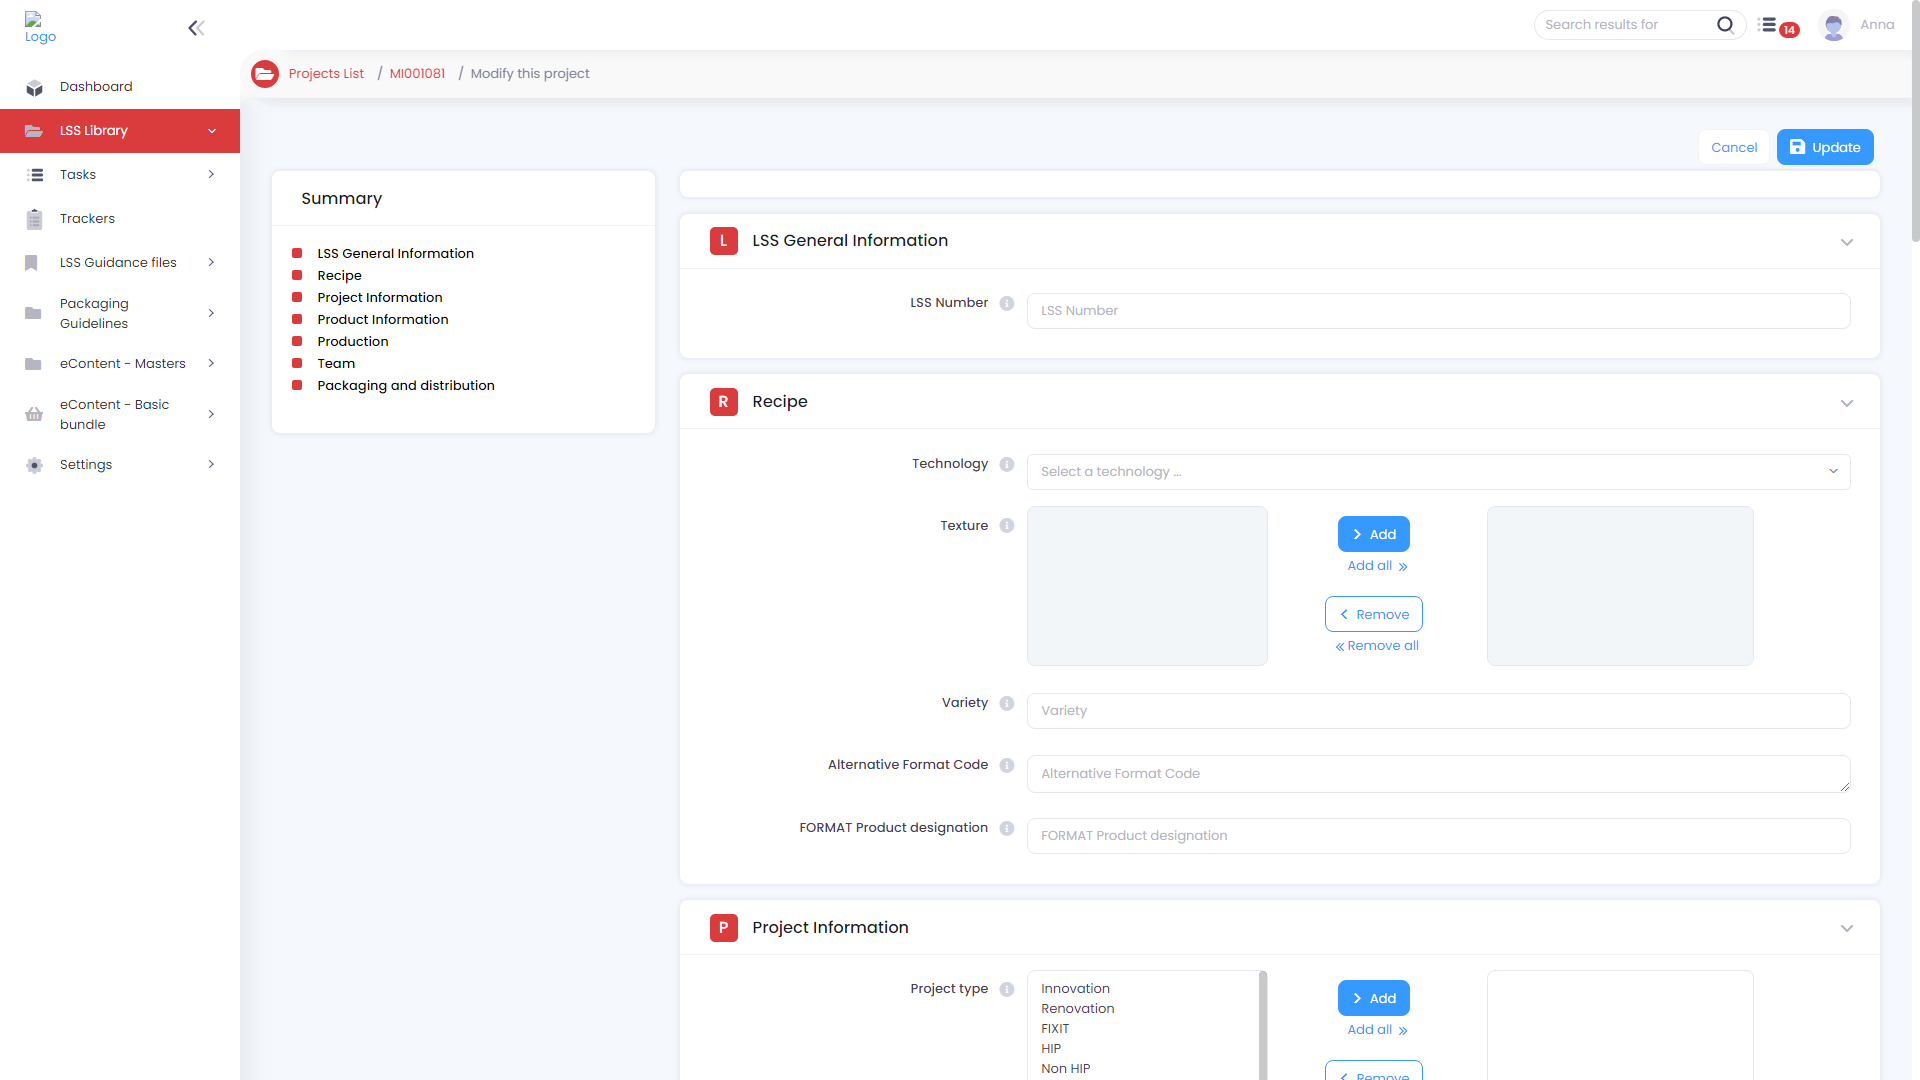 Logo
Search results for
14
Anna
Projects List / MI001081 / Modify this project
Dashboard
LSS Library
Tasks
Trackers
LSS Guidance files
Packaging
Guidelines
eContent - Masters
eContent - Basic
bundle
Settings
Cancel
Update
Summary
LSS General Information
Recipe
Project Information
Product Information
Production
Team
Packaging and distribution
L LSS General Information
LSS Number
LSS Number
R Recipe
Technology
Select a technology ...
Texture
Add
Add all
Remove
Remove all
Variety
Variety
Alternative Format Code
Alternative Format Code
FORMAT Product designation
FORMAT Product designation
P Project Information
Project type
Innovation
Renovation
FIXIT
HIP
Non HIP
Add
Add all
Remove